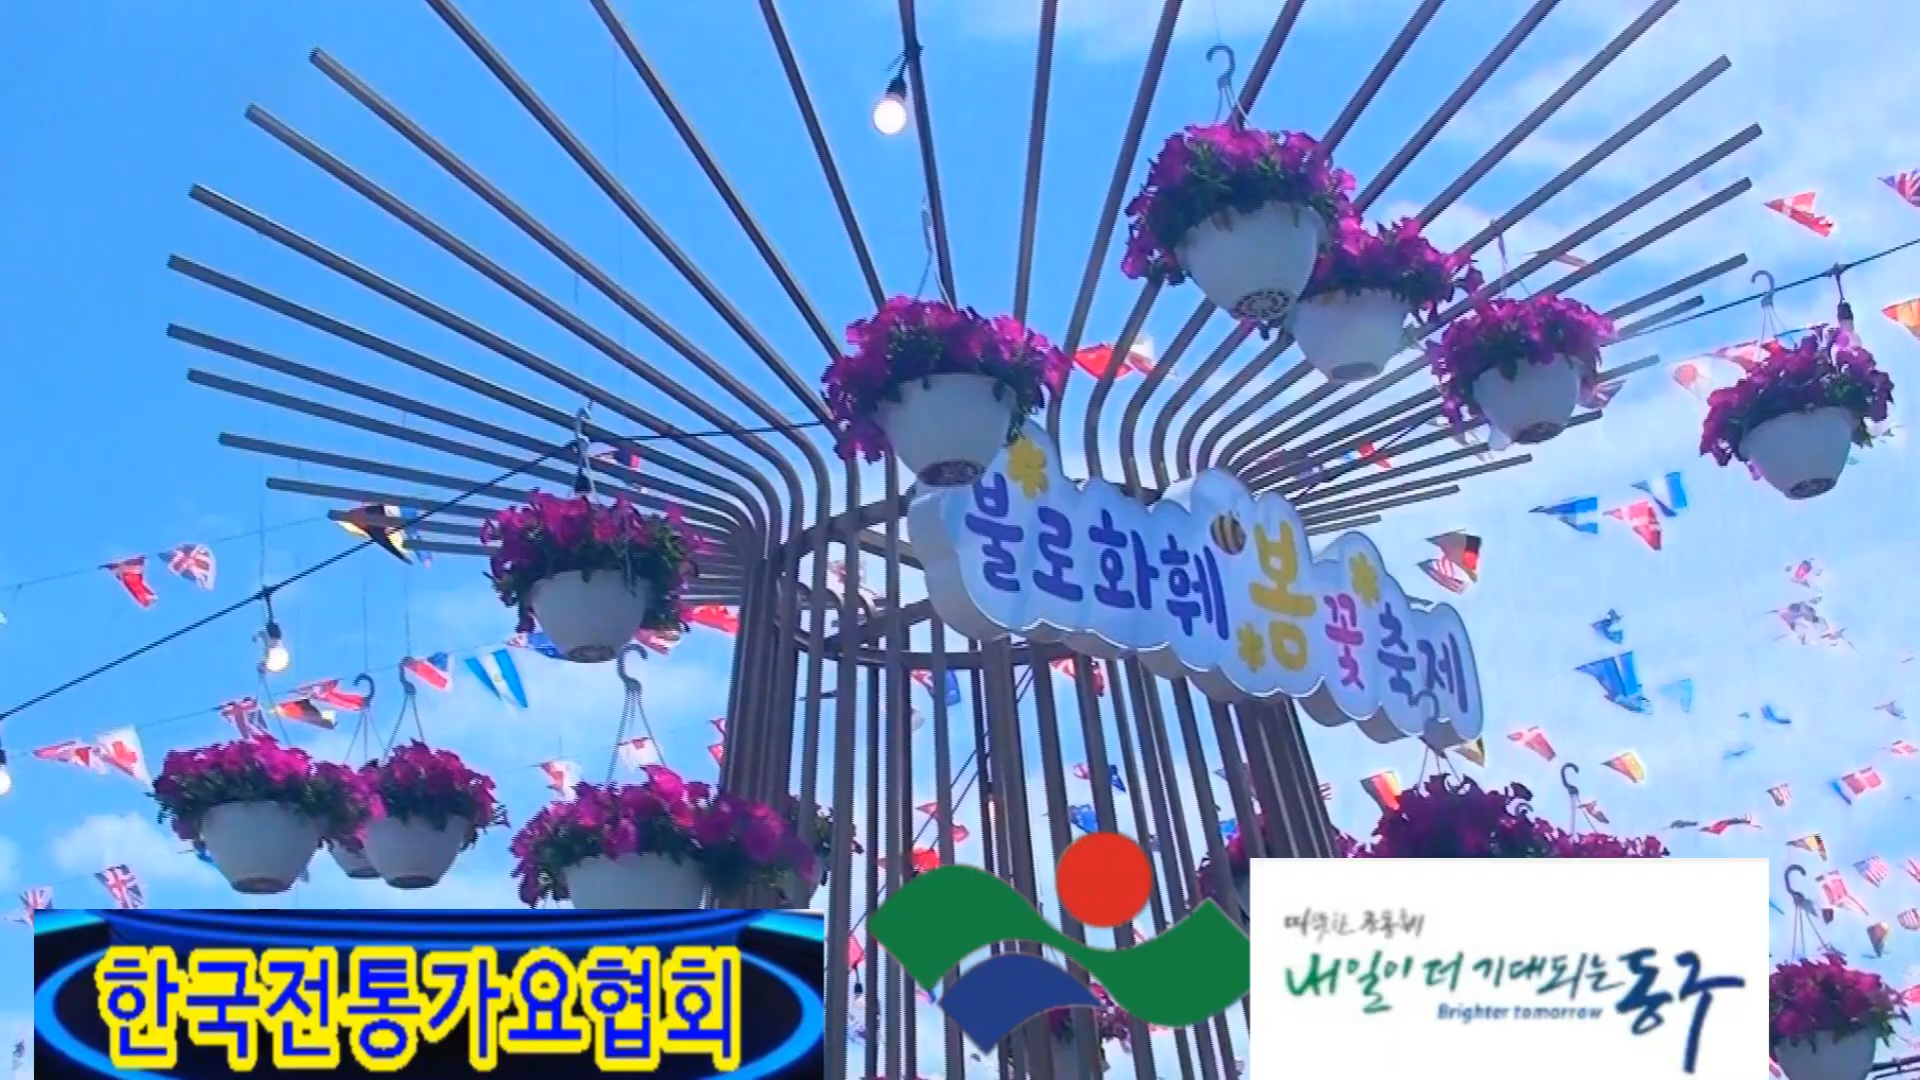 불로화훼 봄 꽃 축제
한국전통가요협회
따뜻한 공동체
내일이 더 기대되는 동구
Brighter tomorrow